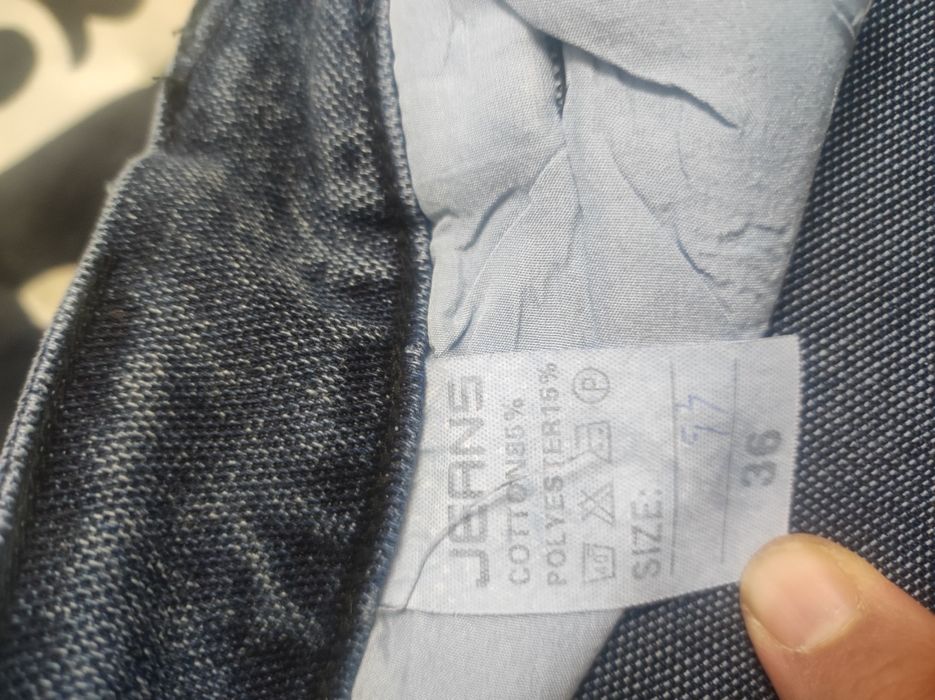 JEANS
COTTON85%
POLYESTER15%
P
SIZE:
36